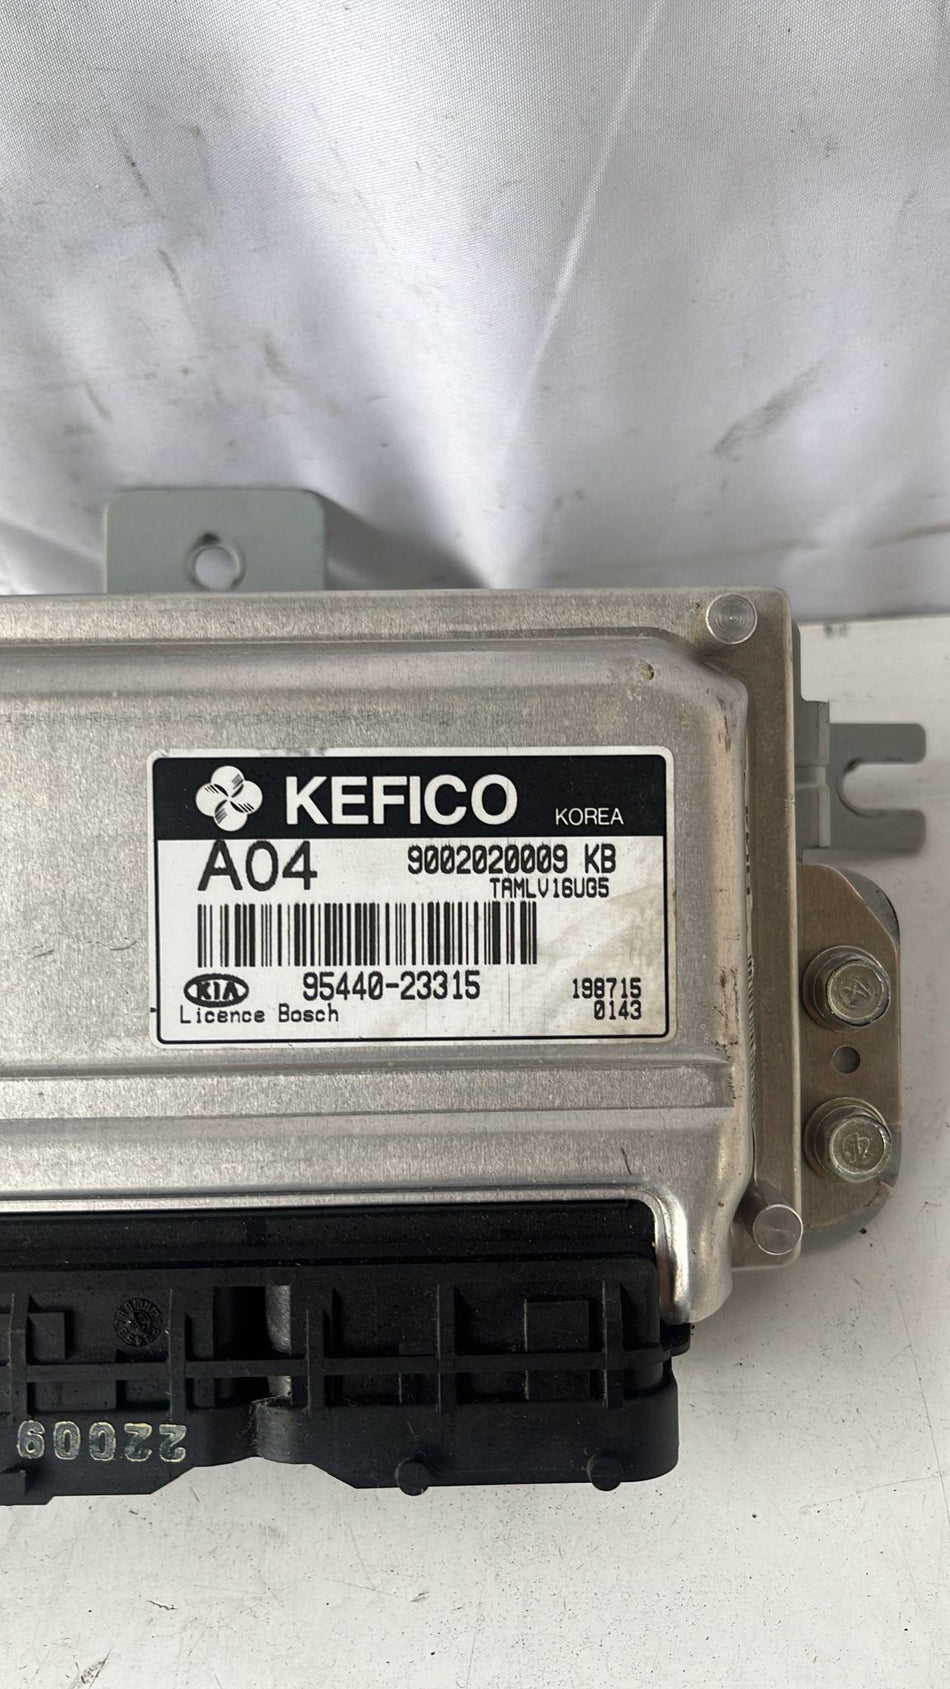 KEFICO KOREA
A04 9002020009 KB
TAMLV16UG5
KIA 95440-23315 198715
Licence Bosch 0143
22009